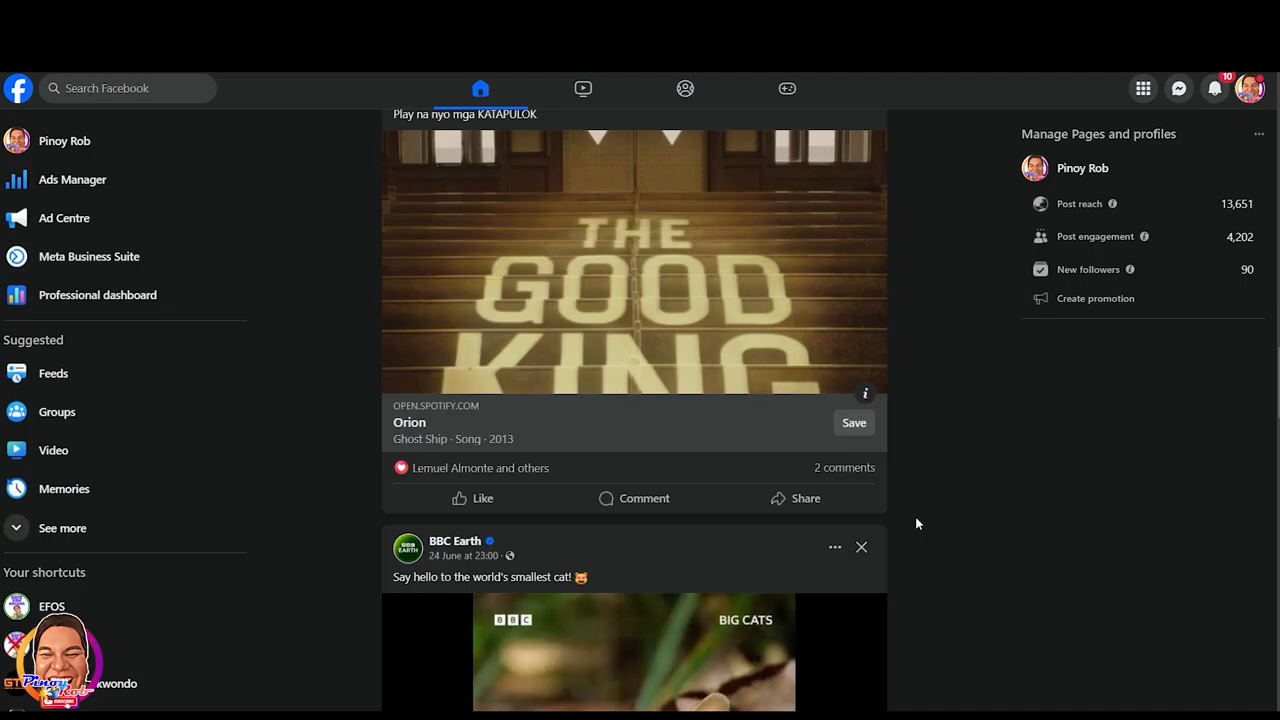 Search Facebook
10
Pinoy Rob
Ads Manager
Ad Centre
Meta Business Suite
Professional dashboard
Suggested
Feeds
Groups
Video
Memories
See more
Your shortcuts
EFOS
kwondo
Pinoy
Rob
SUBSCRIBE
Play na nyo mga KATAPULOK
THE
GOOD
KING
OPEN.SPOTIFY.COM
Orion
Ghost Ship · Song · 2013
Save
Lemuel Almonte and others
2 comments
Like
Comment
Share
BBC Earth
24 June at 23:00 ·
Say hello to the world's smallest cat! 😺
BBC
BIG CATS
Manage Pages and profiles
Pinoy Rob
Post reach
13,651
Post engagement
4,202
New followers
90
Create promotion